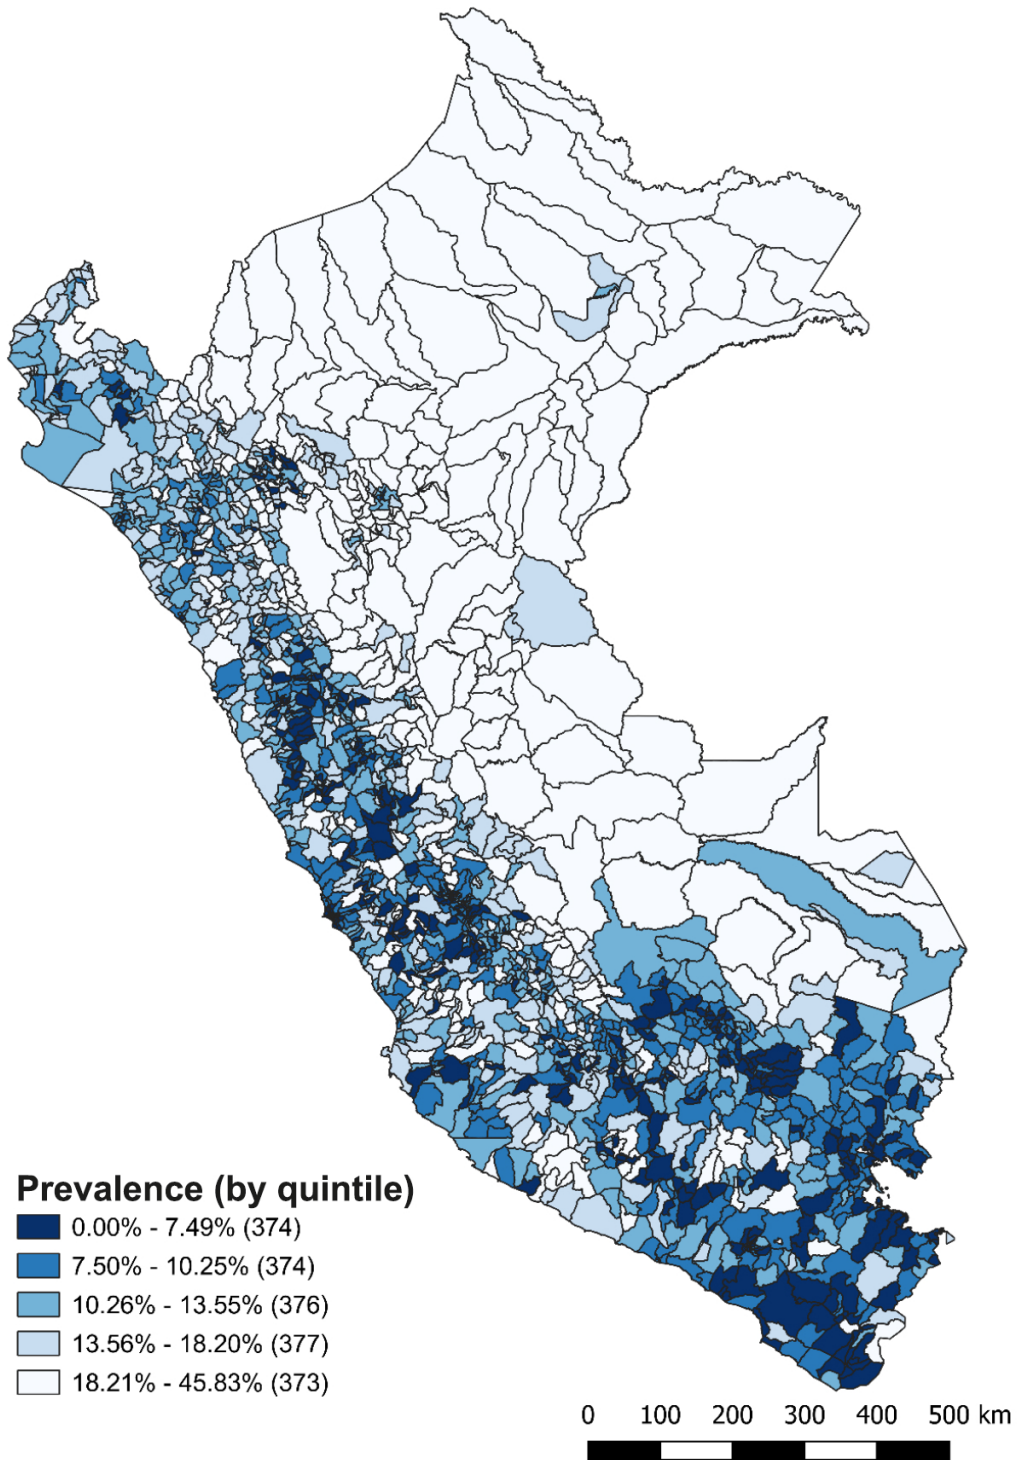 Prevalence (by quintile)
0.00% - 7.49% (374)
7.50% - 10.25% (374)
10.26% - 13.55% (376)
13.56% - 18.20% (377)
18.21% - 45.83% (373)
0 100 200 300 400 500 km